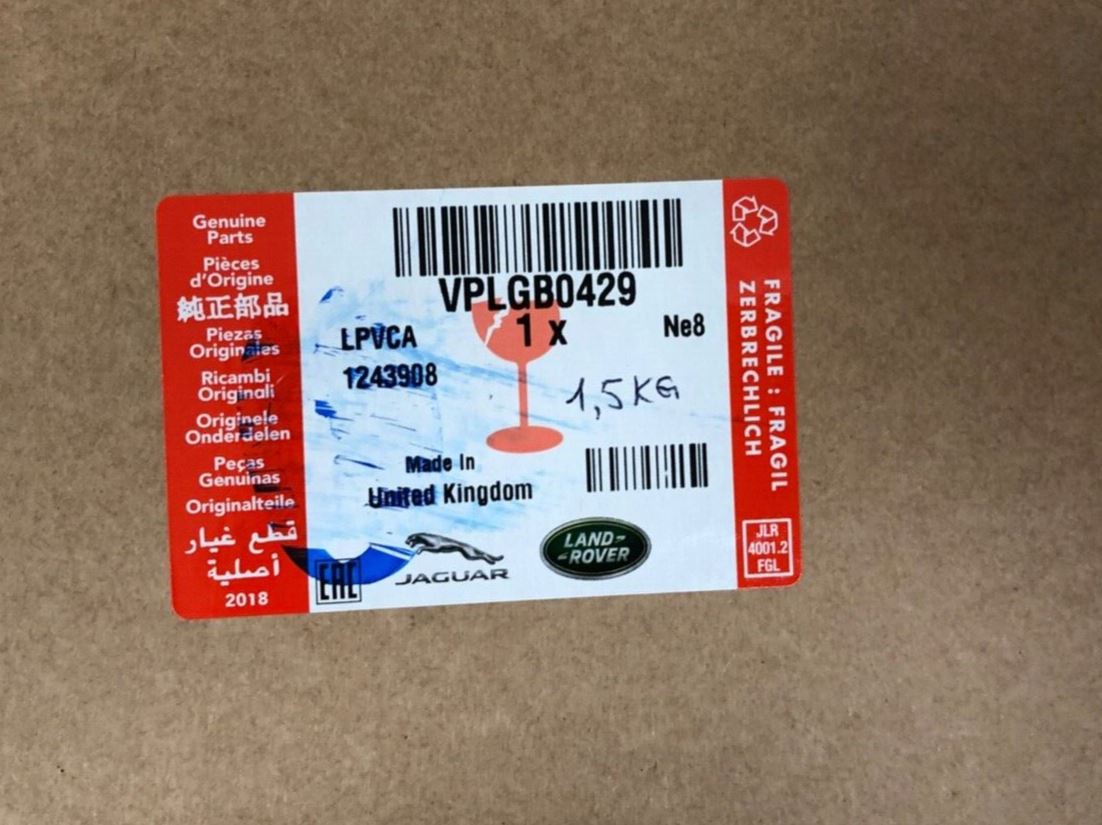 Genuine
Parts
Pièces
d'Origine
純正部品
Piezas
Originales
Ricambi
Originali
Originele
Onderdelen
Peças
Genuinas
Originalteile
قطع غيار
أصلية
2018
VPLGB0429
1 x
LPVCA
Ne8
1243908
1,5KG
Made In
United Kingdom
EAC
JAGUAR
LAND-
-ROVER
FRAGILE : FRAGIL
ZERBRECHLICH
JLR
4001.2
FGL